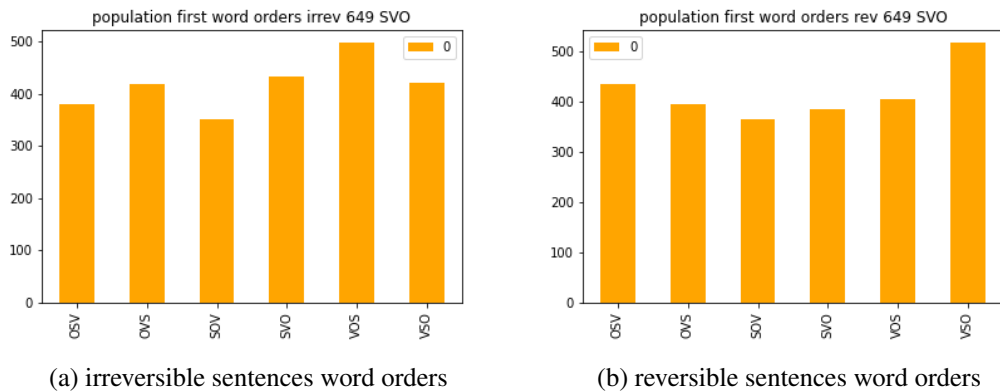 population first word orders irrev 649 SVO
0
500
400
300
200
100
0
OSV
OVS
SOV
SVO
VOS
VSO
(a) irreversible sentences word orders
population first word orders rev 649 SVO
0
500
400
300
200
100
0
OSV
OVS
SOV
SVO
VOS
VSO
(b) reversible sentences word orders